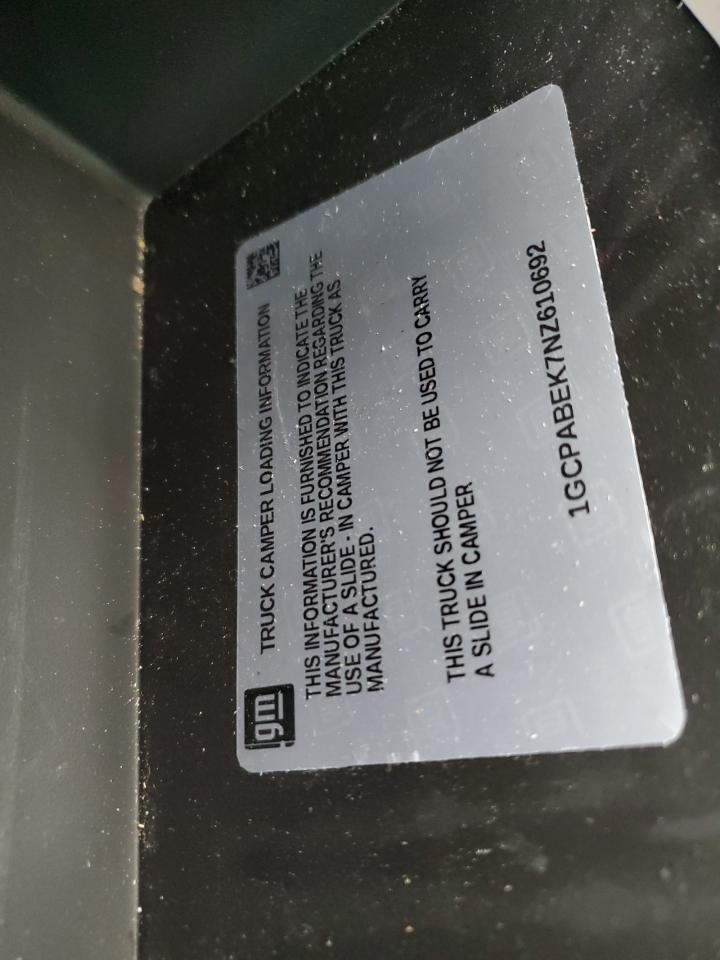 gm
TRUCK CAMPER LOADING INFORMATION
THIS INFORMATION IS FURNISHED TO INDICATE THE
MANUFACTURER'S RECOMMENDATION REGARDING THE
USE OF A SLIDE - IN CAMPER WITH THIS TRUCK AS
MANUFACTURED.
THIS TRUCK SHOULD NOT BE USED TO CARRY
A SLIDE IN CAMPER
1GCPABEK7NZ610692